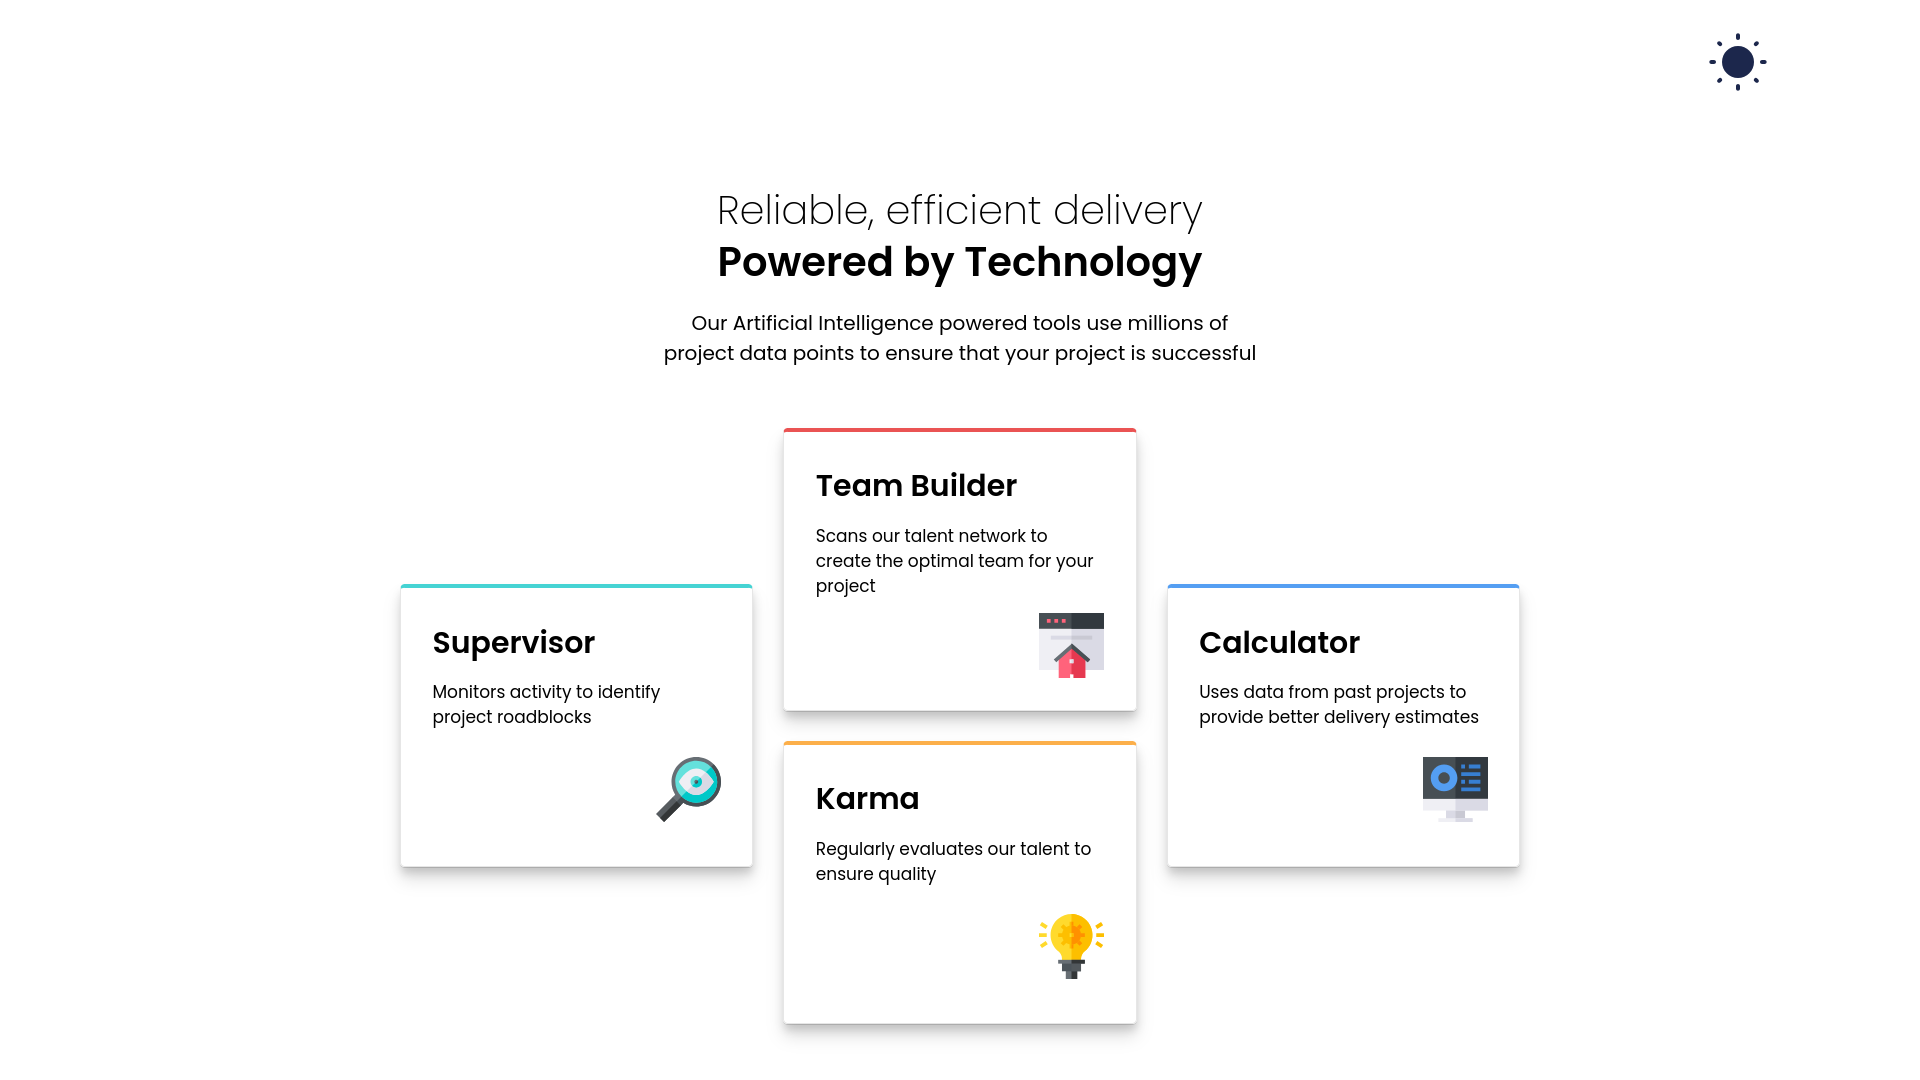 Reliable, efficient delivery
Powered by Technology
Our Artificial Intelligence powered tools use millions of
project data points to ensure that your project is successful
Team Builder
Scans our talent network to
create the optimal team for your
project
Supervisor
Monitors activity to identify
project roadblocks
Calculator
Uses data from past projects to
provide better delivery estimates
Karma
Regularly evaluates our talent to
ensure quality